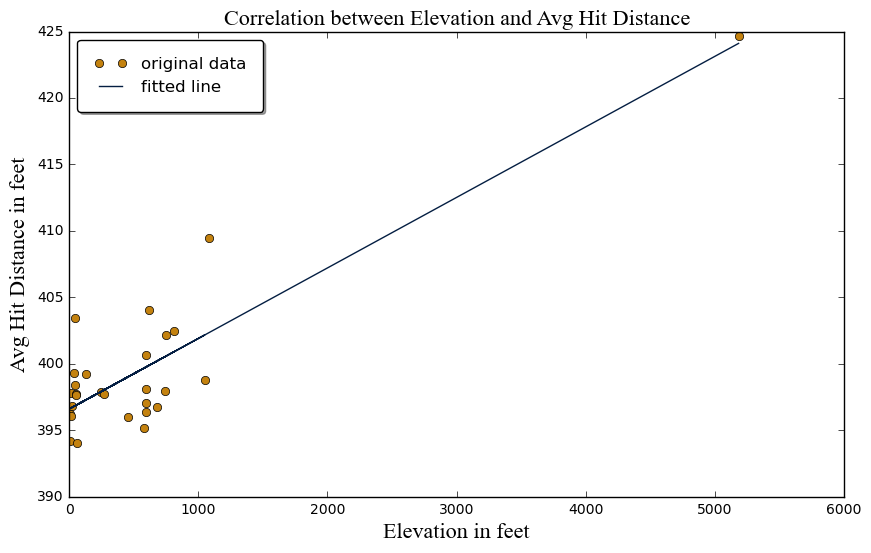 Correlation between Elevation and Avg Hit Distance
425
420
415
410
405
400
395
390
Avg Hit Distance in feet
original data
fitted line
0 1000 2000 3000 4000 5000 6000
Elevation in feet